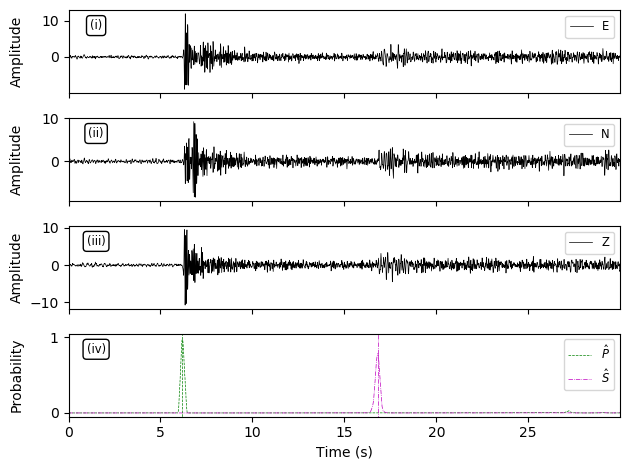 Amplitude
10
0
(i)
E
Amplitude
10
0
(ii)
N
Amplitude
10
0
−10
(iii)
Z
Probability
1
0
(iv)
P̂
Ŝ
0 5 10 15 20 25
Time (s)